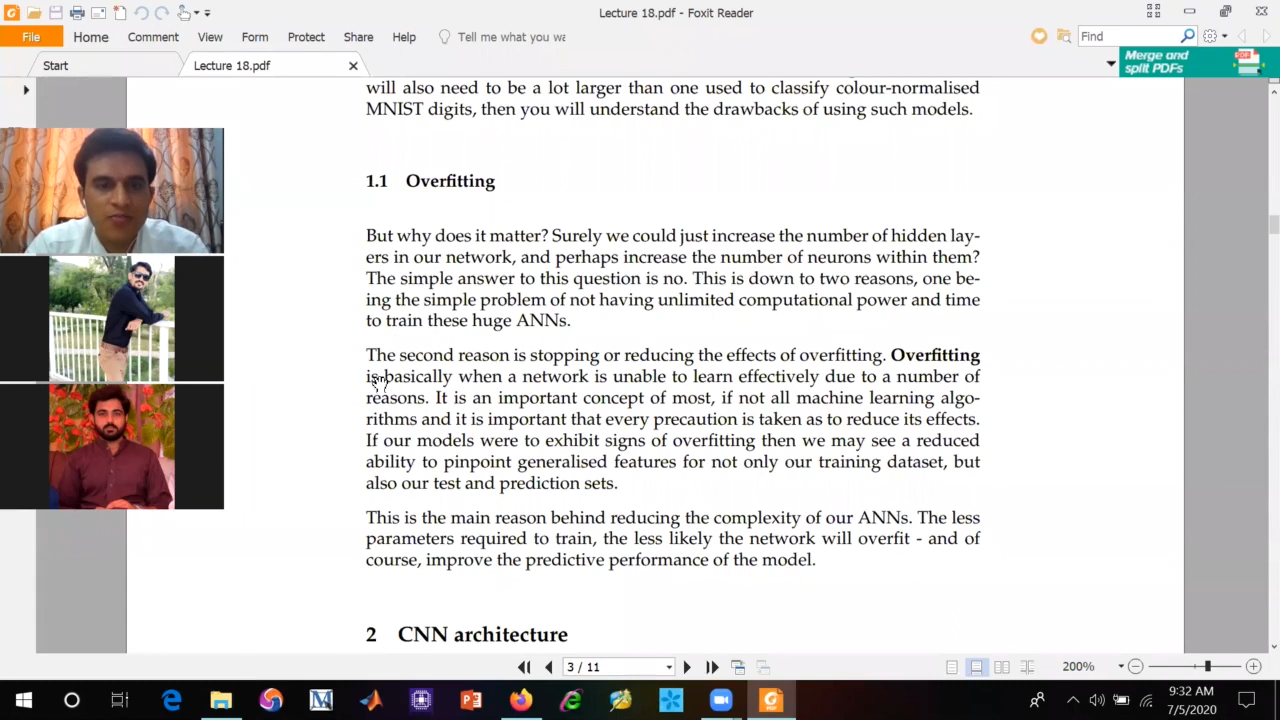 Lecture 18.pdf - Foxit Reader
File Home Comment View Form Protect Share Help Tell me what you wa Find
Start Lecture 18.pdf
Merge and
split PDFs
will also need to be a lot larger than one used to classify colour-normalised
MNIST digits, then you will understand the drawbacks of using such models.
1.1 Overfitting
But why does it matter? Surely we could just increase the number of hidden lay-
ers in our network, and perhaps increase the number of neurons within them?
The simple answer to this question is no. This is down to two reasons, one be-
ing the simple problem of not having unlimited computational power and time
to train these huge ANNs.
The second reason is stopping or reducing the effects of overfitting. Overfitting
is basically when a network is unable to learn effectively due to a number of
reasons. It is an important concept of most, if not all machine learning algo-
rithms and it is important that every precaution is taken as to reduce its effects.
If our models were to exhibit signs of overfitting then we may see a reduced
ability to pinpoint generalised features for not only our training dataset, but
also our test and prediction sets.
This is the main reason behind reducing the complexity of our ANNs. The less
parameters required to train, the less likely the network will overfit - and of
course, improve the predictive performance of the model.
2 CNN architecture
3 / 11 200%
9:32 AM
7/5/2020